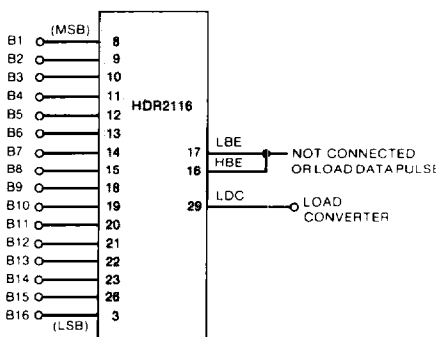 (MSB)
B1 8
B2 9
B3 10
B4 11
B5 12
B6 13
B7 14
B8 15
B9 18
B10 19
B11 20
B12 21
B13 22
B14 23
B15 26
B16 3
(LSB)
HDR2116
17 LBE
16 HBE
NOT CONNECTED
OR LOAD DATA PULSE
29 LDC
LOAD
CONVERTER